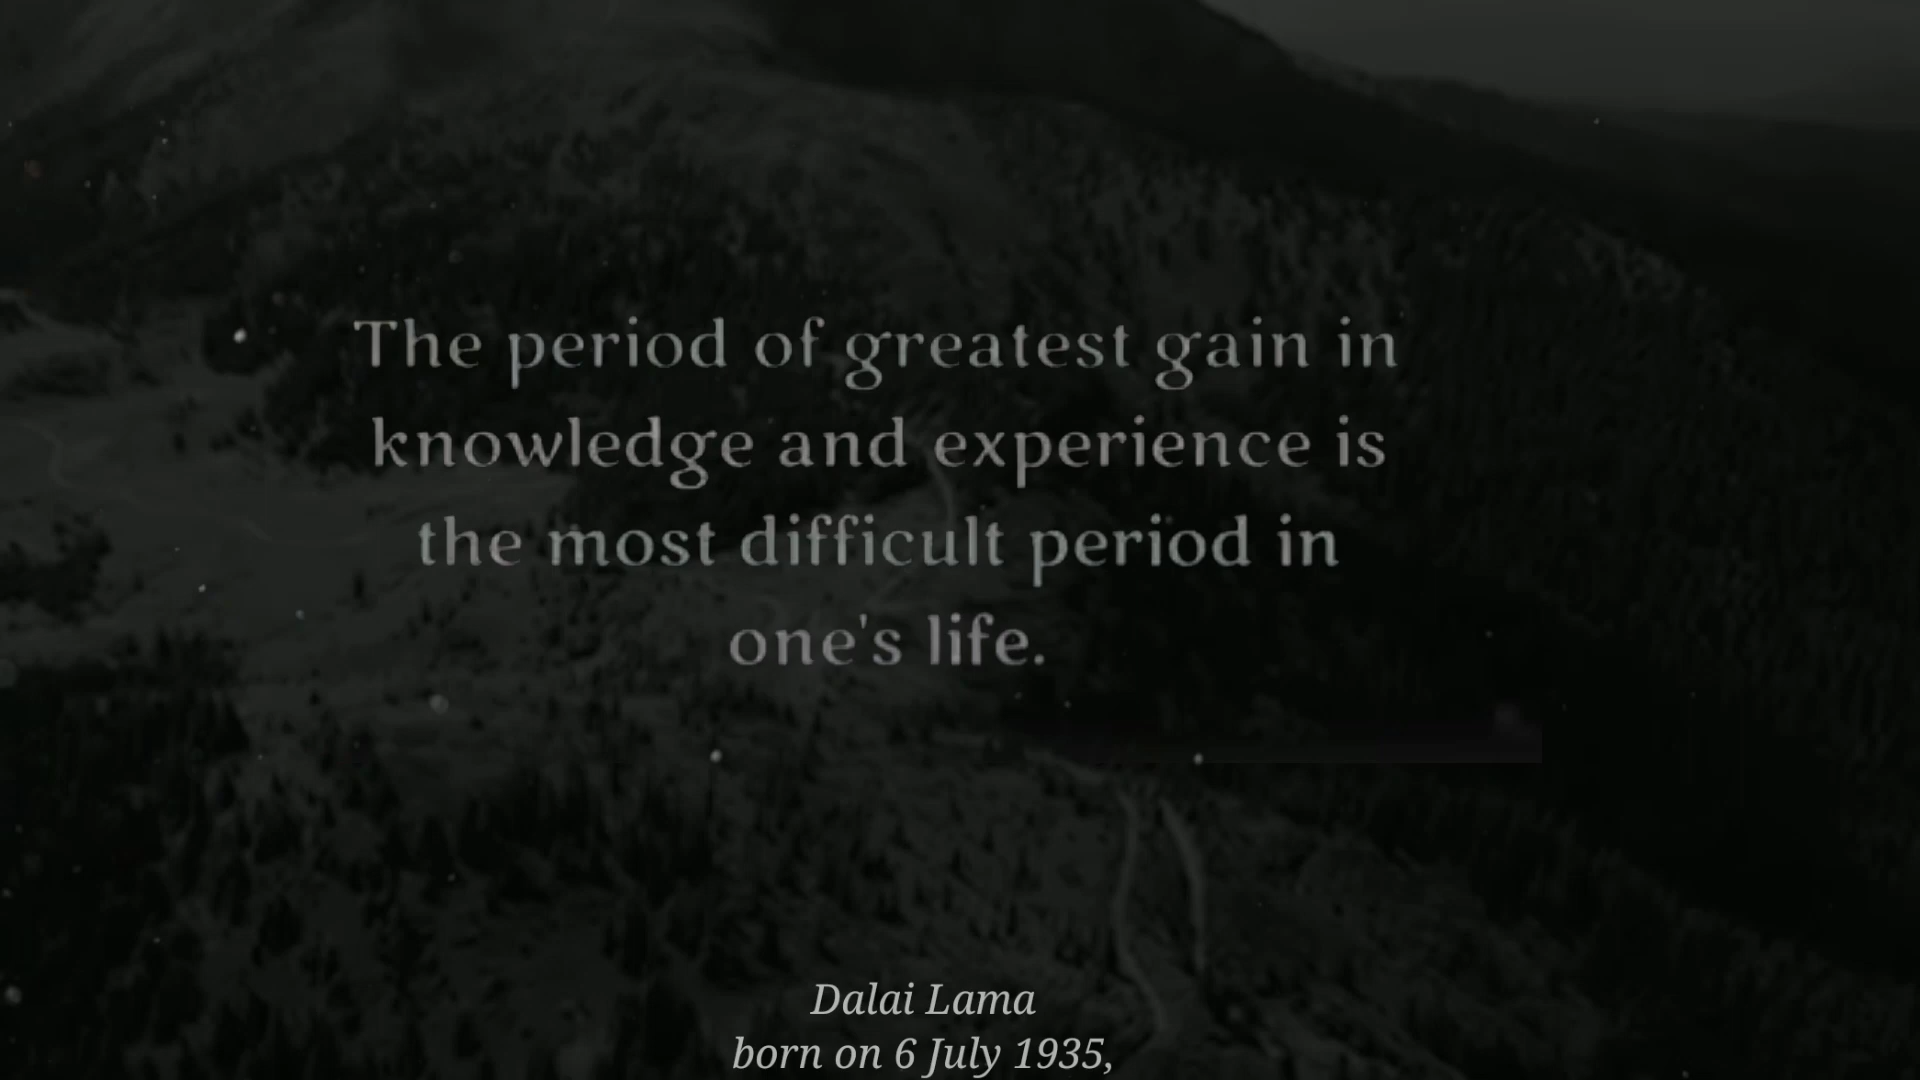 The period of greatest gain in
knowledge and experience is
the most difficult period in
one's life.
Dalai Lama
born on 6 July 1935,